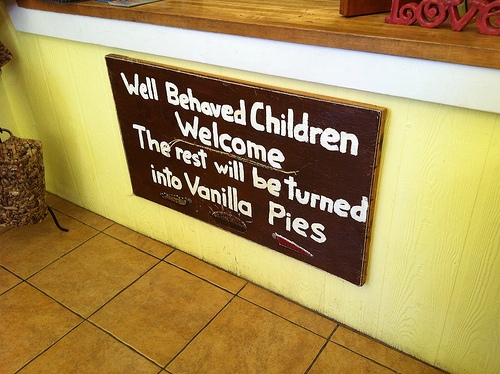 Love
Well Behaved Children
Welcome
The rest will be turned
into Vanilla Pies